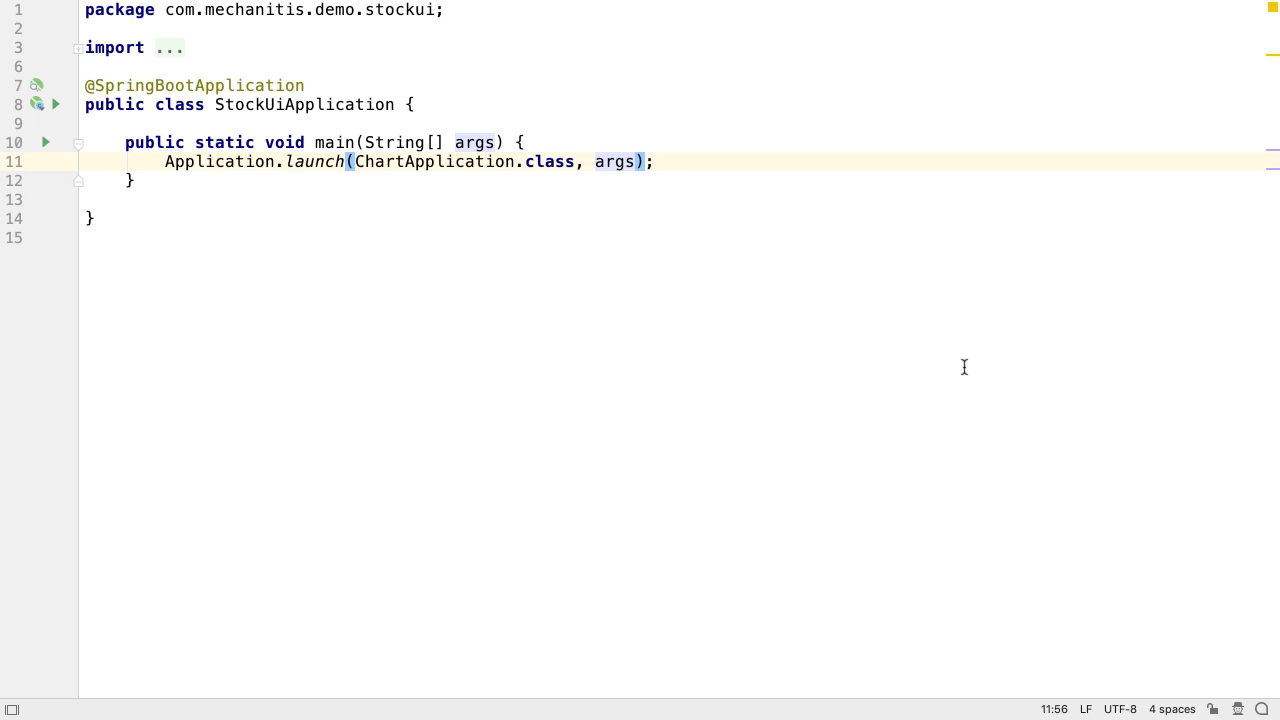 1 package com.mechanitis.demo.stockui;
2
3 import ...
6
7 @SpringBootApplication
8 public class StockUiApplication {
9
10 public static void main(String[] args) {
11 Application.launch(ChartApplication.class, args);
12 }
13
14 }
15
11:56 LF UTF-8 4 spaces